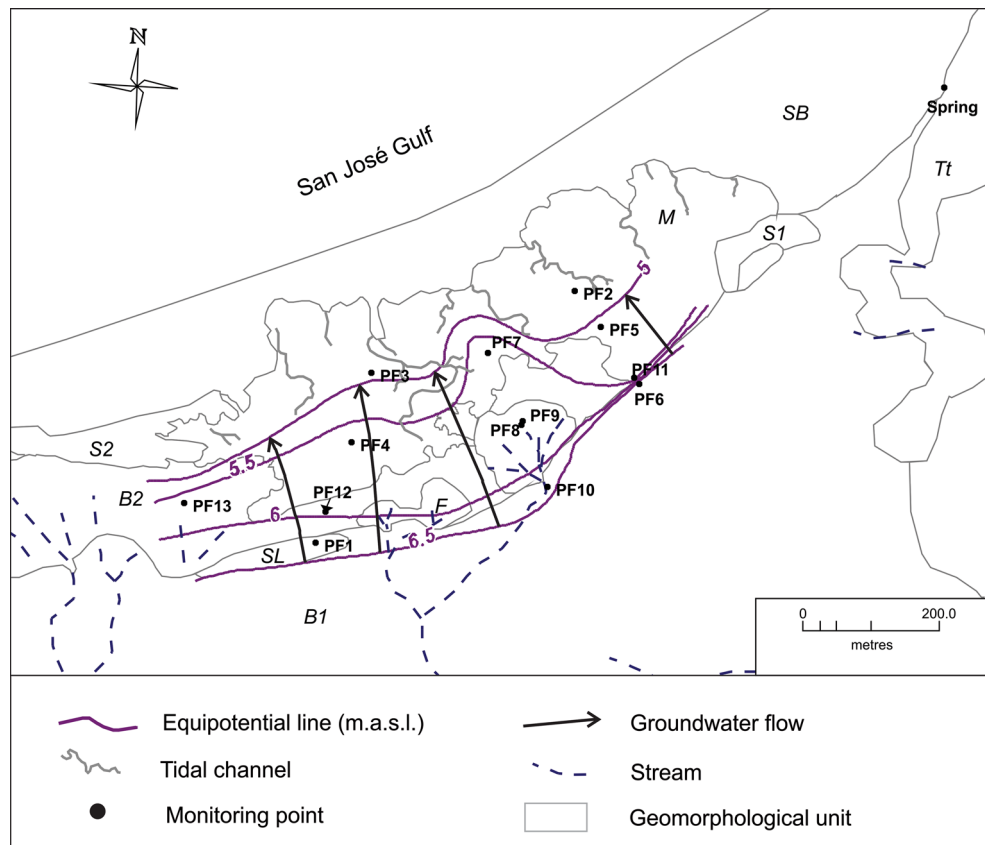 N
San José Gulf
SB
Spring
Tt
M
S1
5
PF2
PF5
PF7
PF3
PF11
PF6
PF9
PF8
S2
PF4
5.5
B2
PF13
PF12
PF10
6
F
SL
PF1
6.5
B1
0 200.0
metres
Equipotential line (m.a.s.l.)
Groundwater flow
Tidal channel
Stream
Monitoring point
Geomorphological unit